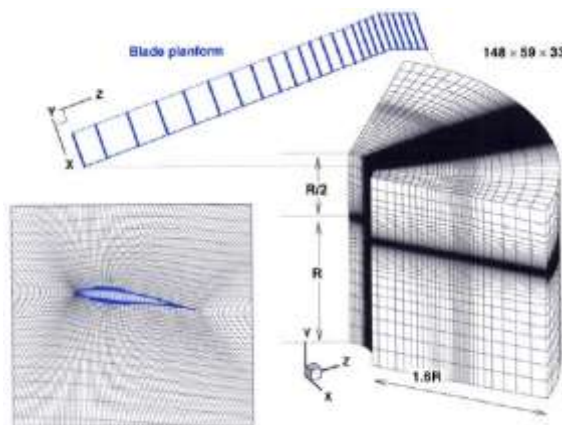 Blade planform
148 × 59 × 33
Z
Y
X
R/2
R
Y
Z
X
1.6R